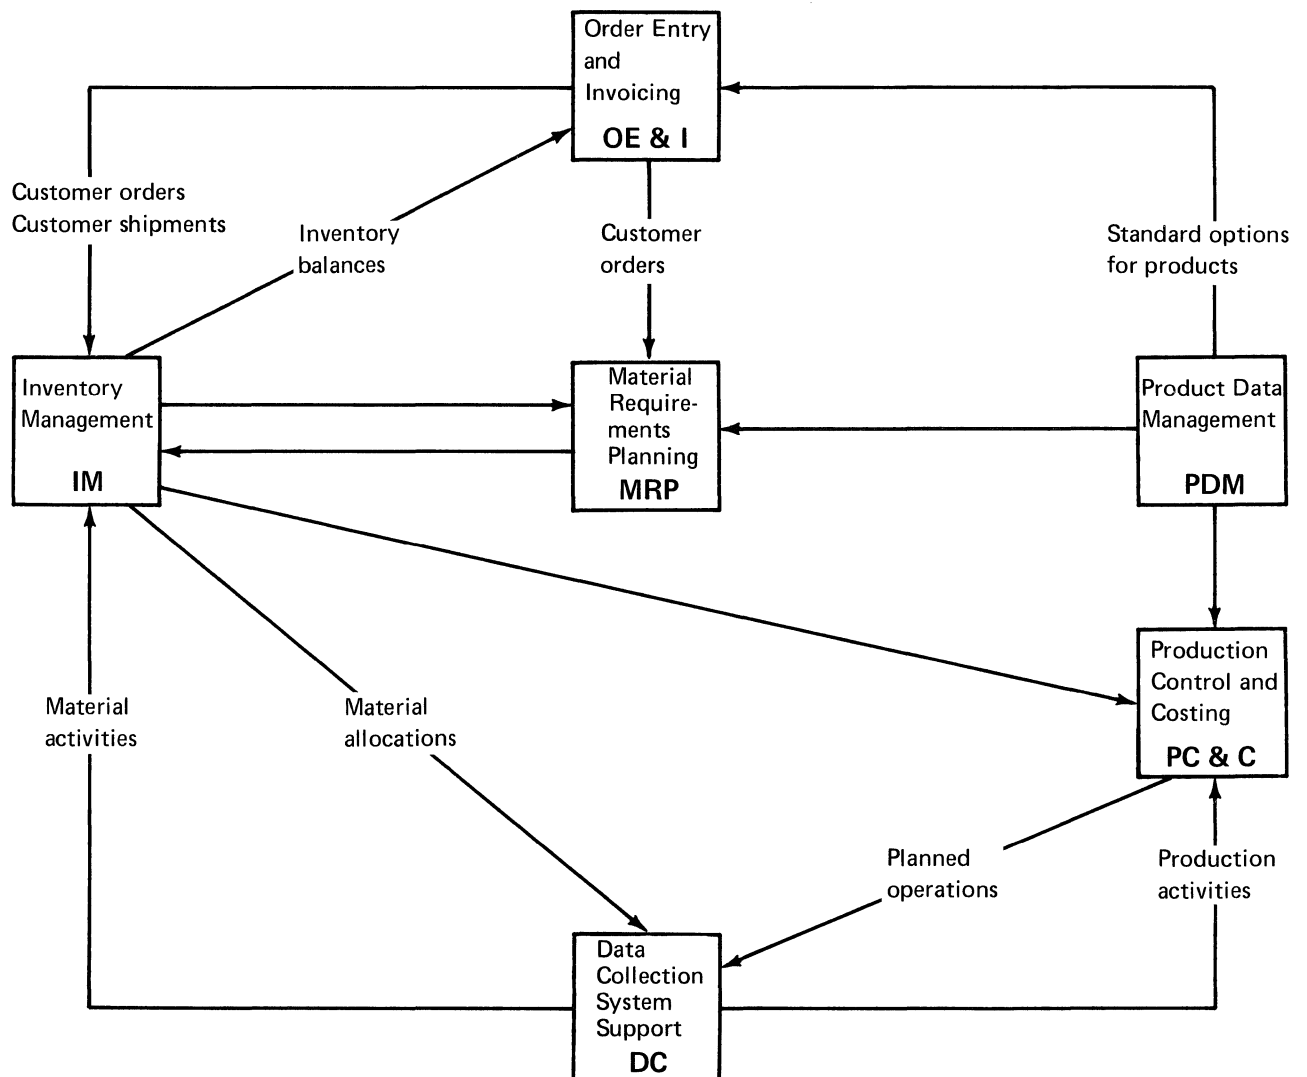 Order Entry
and
Invoicing
OE & I
Customer orders
Customer shipments
Inventory
balances
Customer
orders
Standard options
for products
Inventory
Management
IM
Material
Require-
ments
Planning
MRP
Product Data
Management
PDM
Production
Control and
Costing
PC & C
Material
activities
Material
allocations
Planned
operations
Production
activities
Data
Collection
System
Support
DC